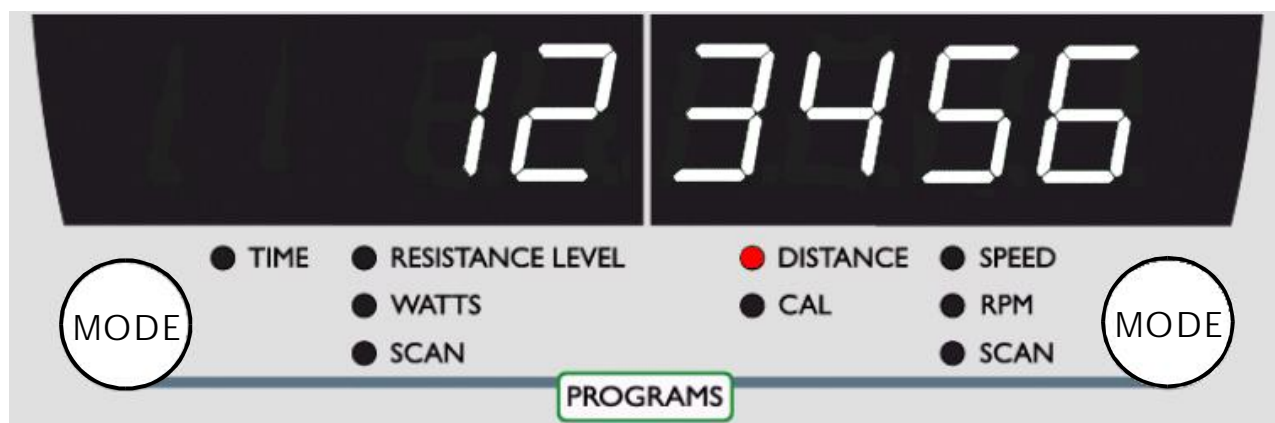 12 3456
TIME RESISTANCE LEVEL DISTANCE SPEED
MODE WATTS CAL RPM MODE
SCAN SCAN
PROGRAMS